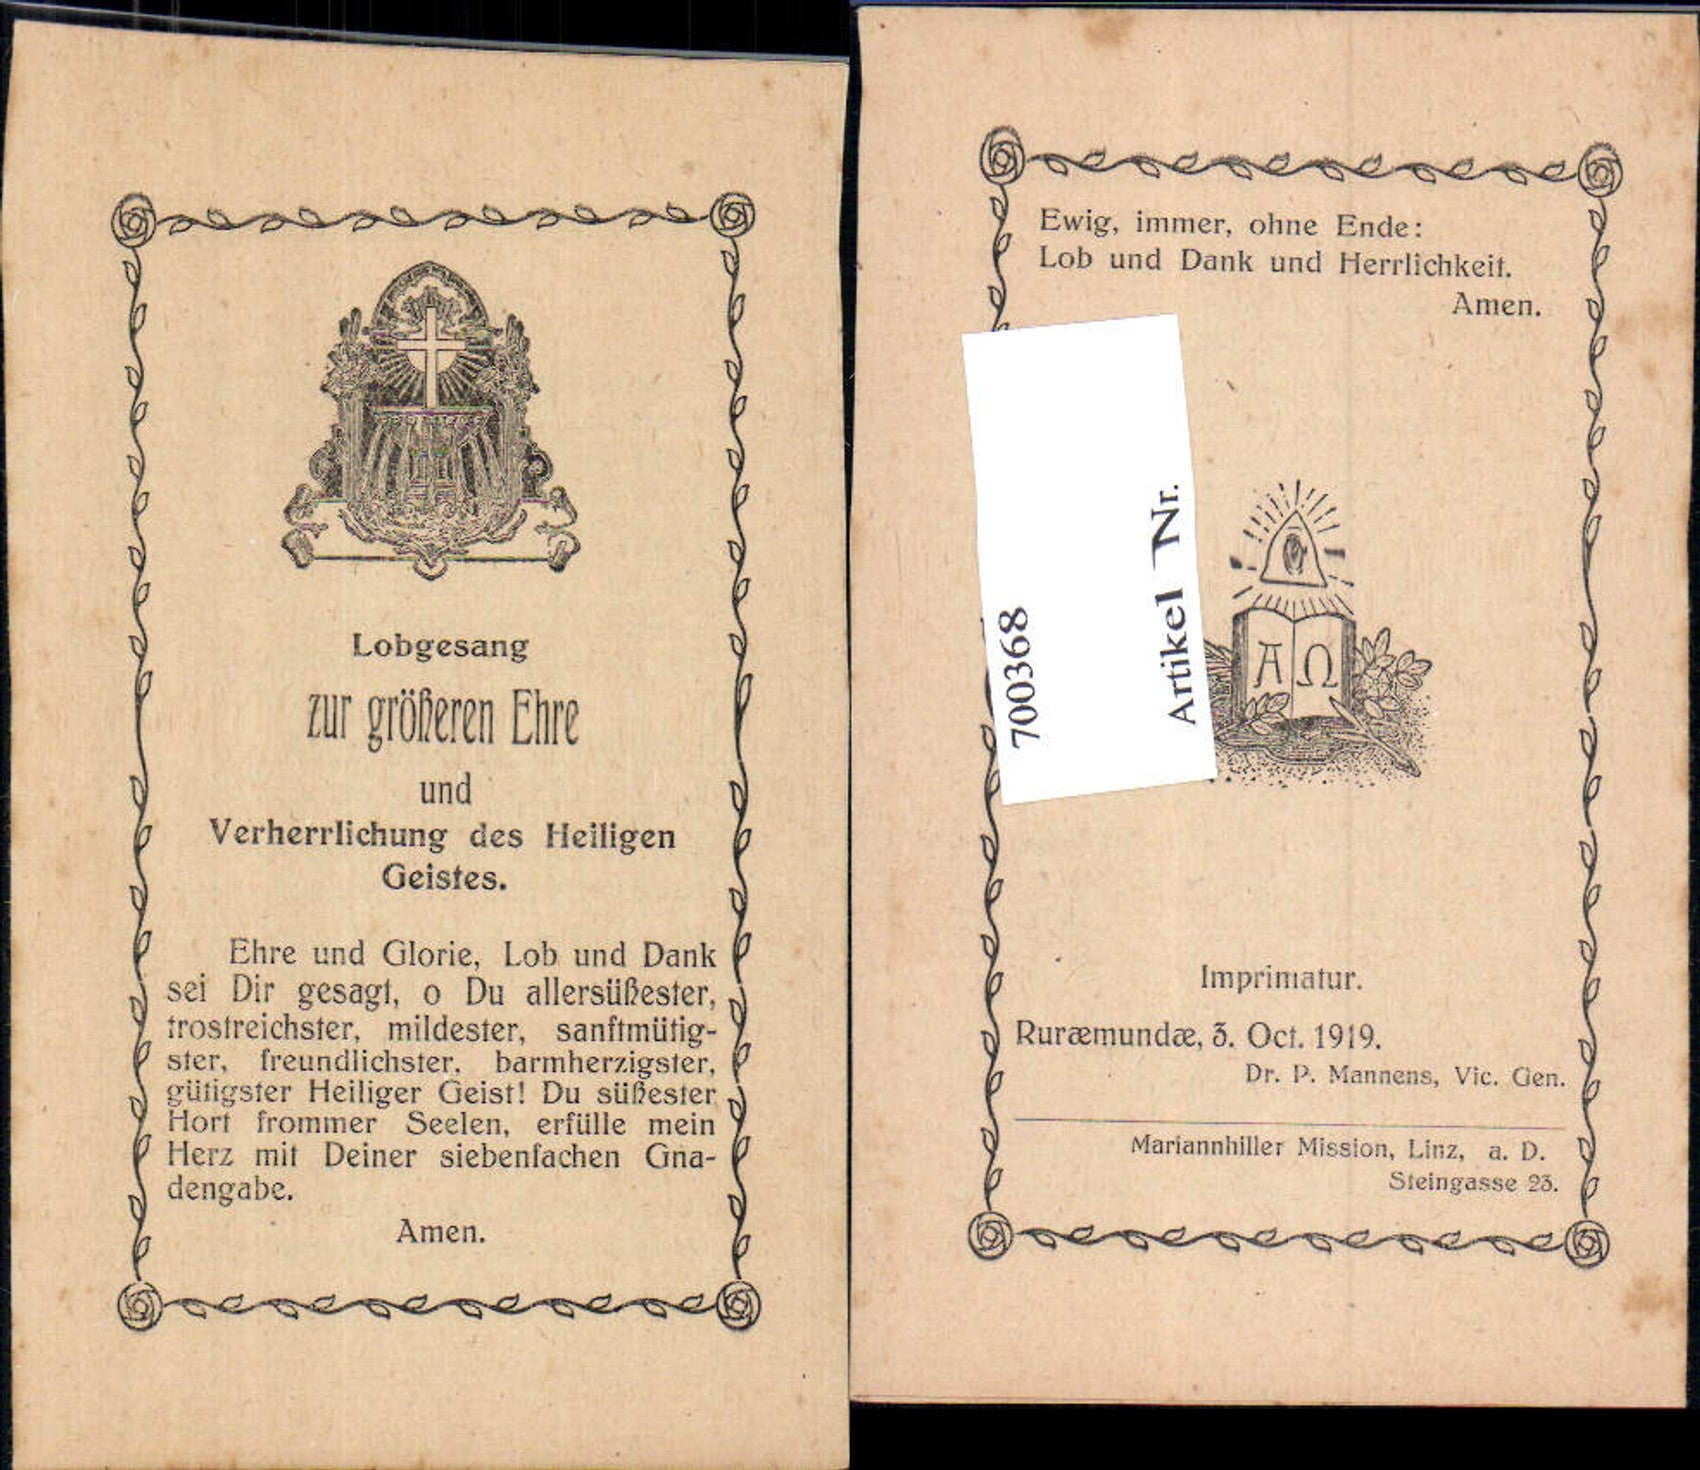 Lobgesang
zur größeren Ehre
und
Verherrlichung des Heiligen
Geistes.
Ehre und Glorie, Lob und Dank
sei Dir gesagt, o Du allersüßester,
trostreichster, mildester, sanftmütig-
ster, freundlichster, barmherzigster,
gütigster Heiliger Geist! Du süßester
Hort frommer Seelen, erfülle mein
Herz mit Deiner siebenfachen Gna-
dengabe.
Amen.
Ewig, immer, ohne Ende:
Lob und Dank und Herrlichkeit.
Amen.
700368
Artikel Nr.
Α Ω
Imprimatur.
Ruræmundæ, 3. Oct. 1919.
Dr. P. Mannens, Vic. Gen.
Mariannhiller Mission, Linz, a. D.
Steingasse 23.